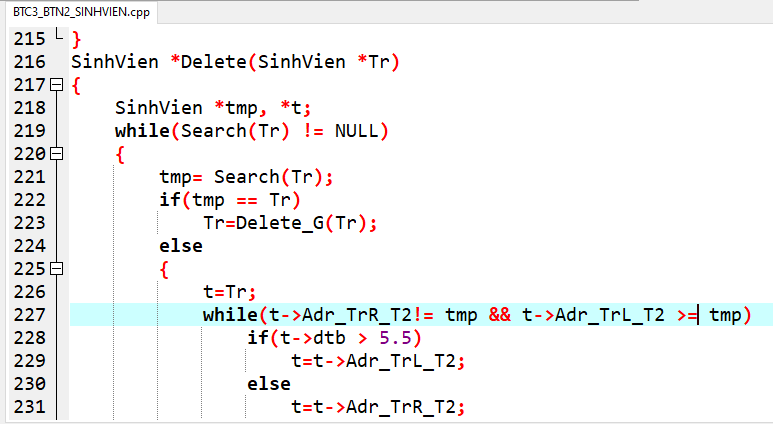 BTC3_BTN2_SINHVIEN.cpp
215 }
216 SinhVien *Delete(SinhVien *Tr)
217 {
218 SinhVien *tmp, *t;
219 while(Search(Tr) != NULL)
220 {
221 tmp= Search(Tr);
222 if(tmp == Tr)
223 Tr=Delete_G(Tr);
224 else
225 {
226 t=Tr;
227 while(t->Adr_TrR_T2!= tmp && t->Adr_TrL_T2 >= tmp)
228 if(t->dtb > 5.5)
229 t=t->Adr_TrL_T2;
230 else
231 t=t->Adr_TrR_T2;